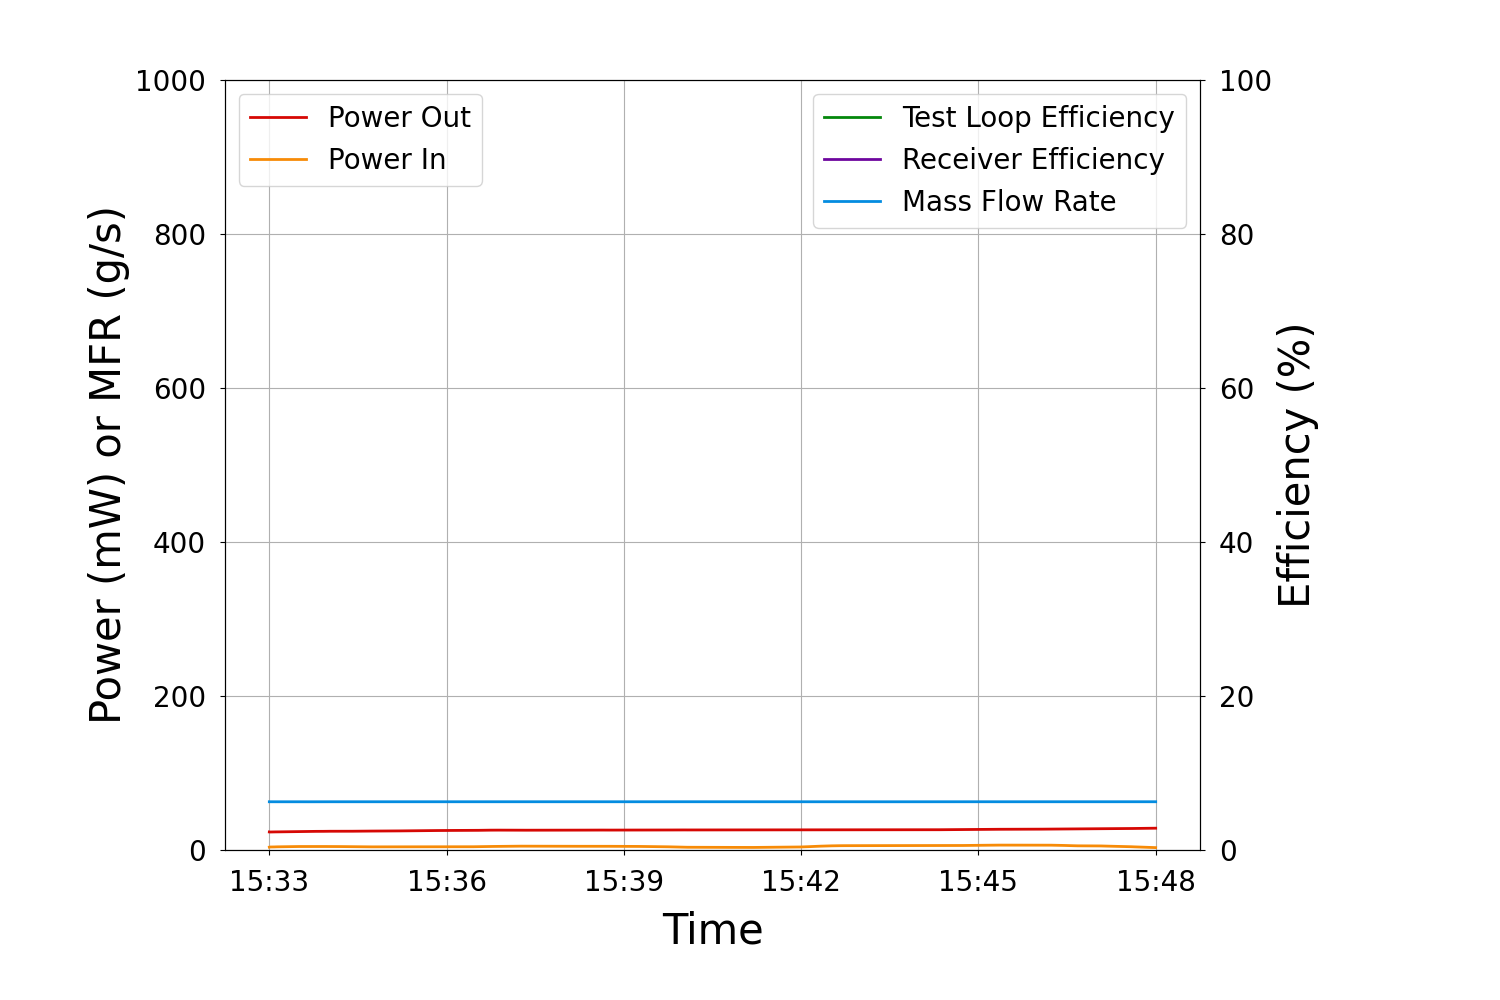 1000
800
600
400
200
0
Power (mW) or MFR (g/s)
Power Out
Power In
Test Loop Efficiency
Receiver Efficiency
Mass Flow Rate
100
80
60
40
20
0
Efficiency (%)
15:33 15:36 15:39 15:42 15:45 15:48
Time